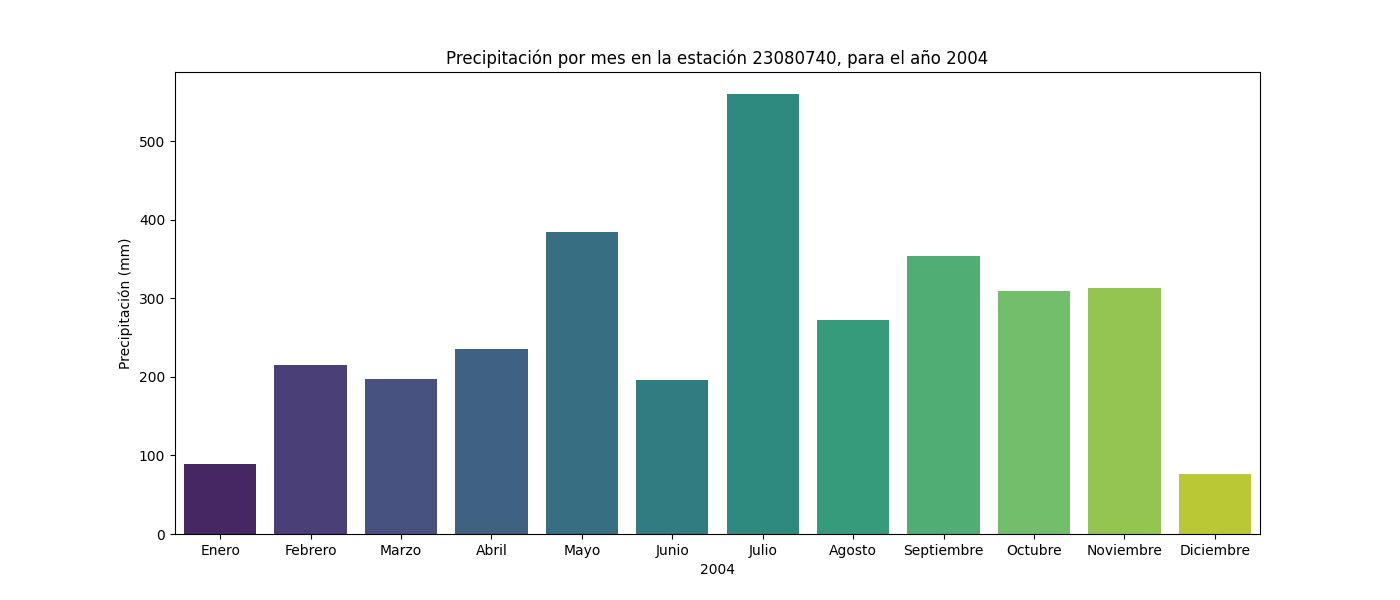 Precipitación por mes en la estación 23080740, para el año 2004
Precipitación (mm)
500
400
300
200
100
0
Enero Febrero Marzo Abril Mayo Junio Julio Agosto Septiembre Octubre Noviembre Diciembre
2004